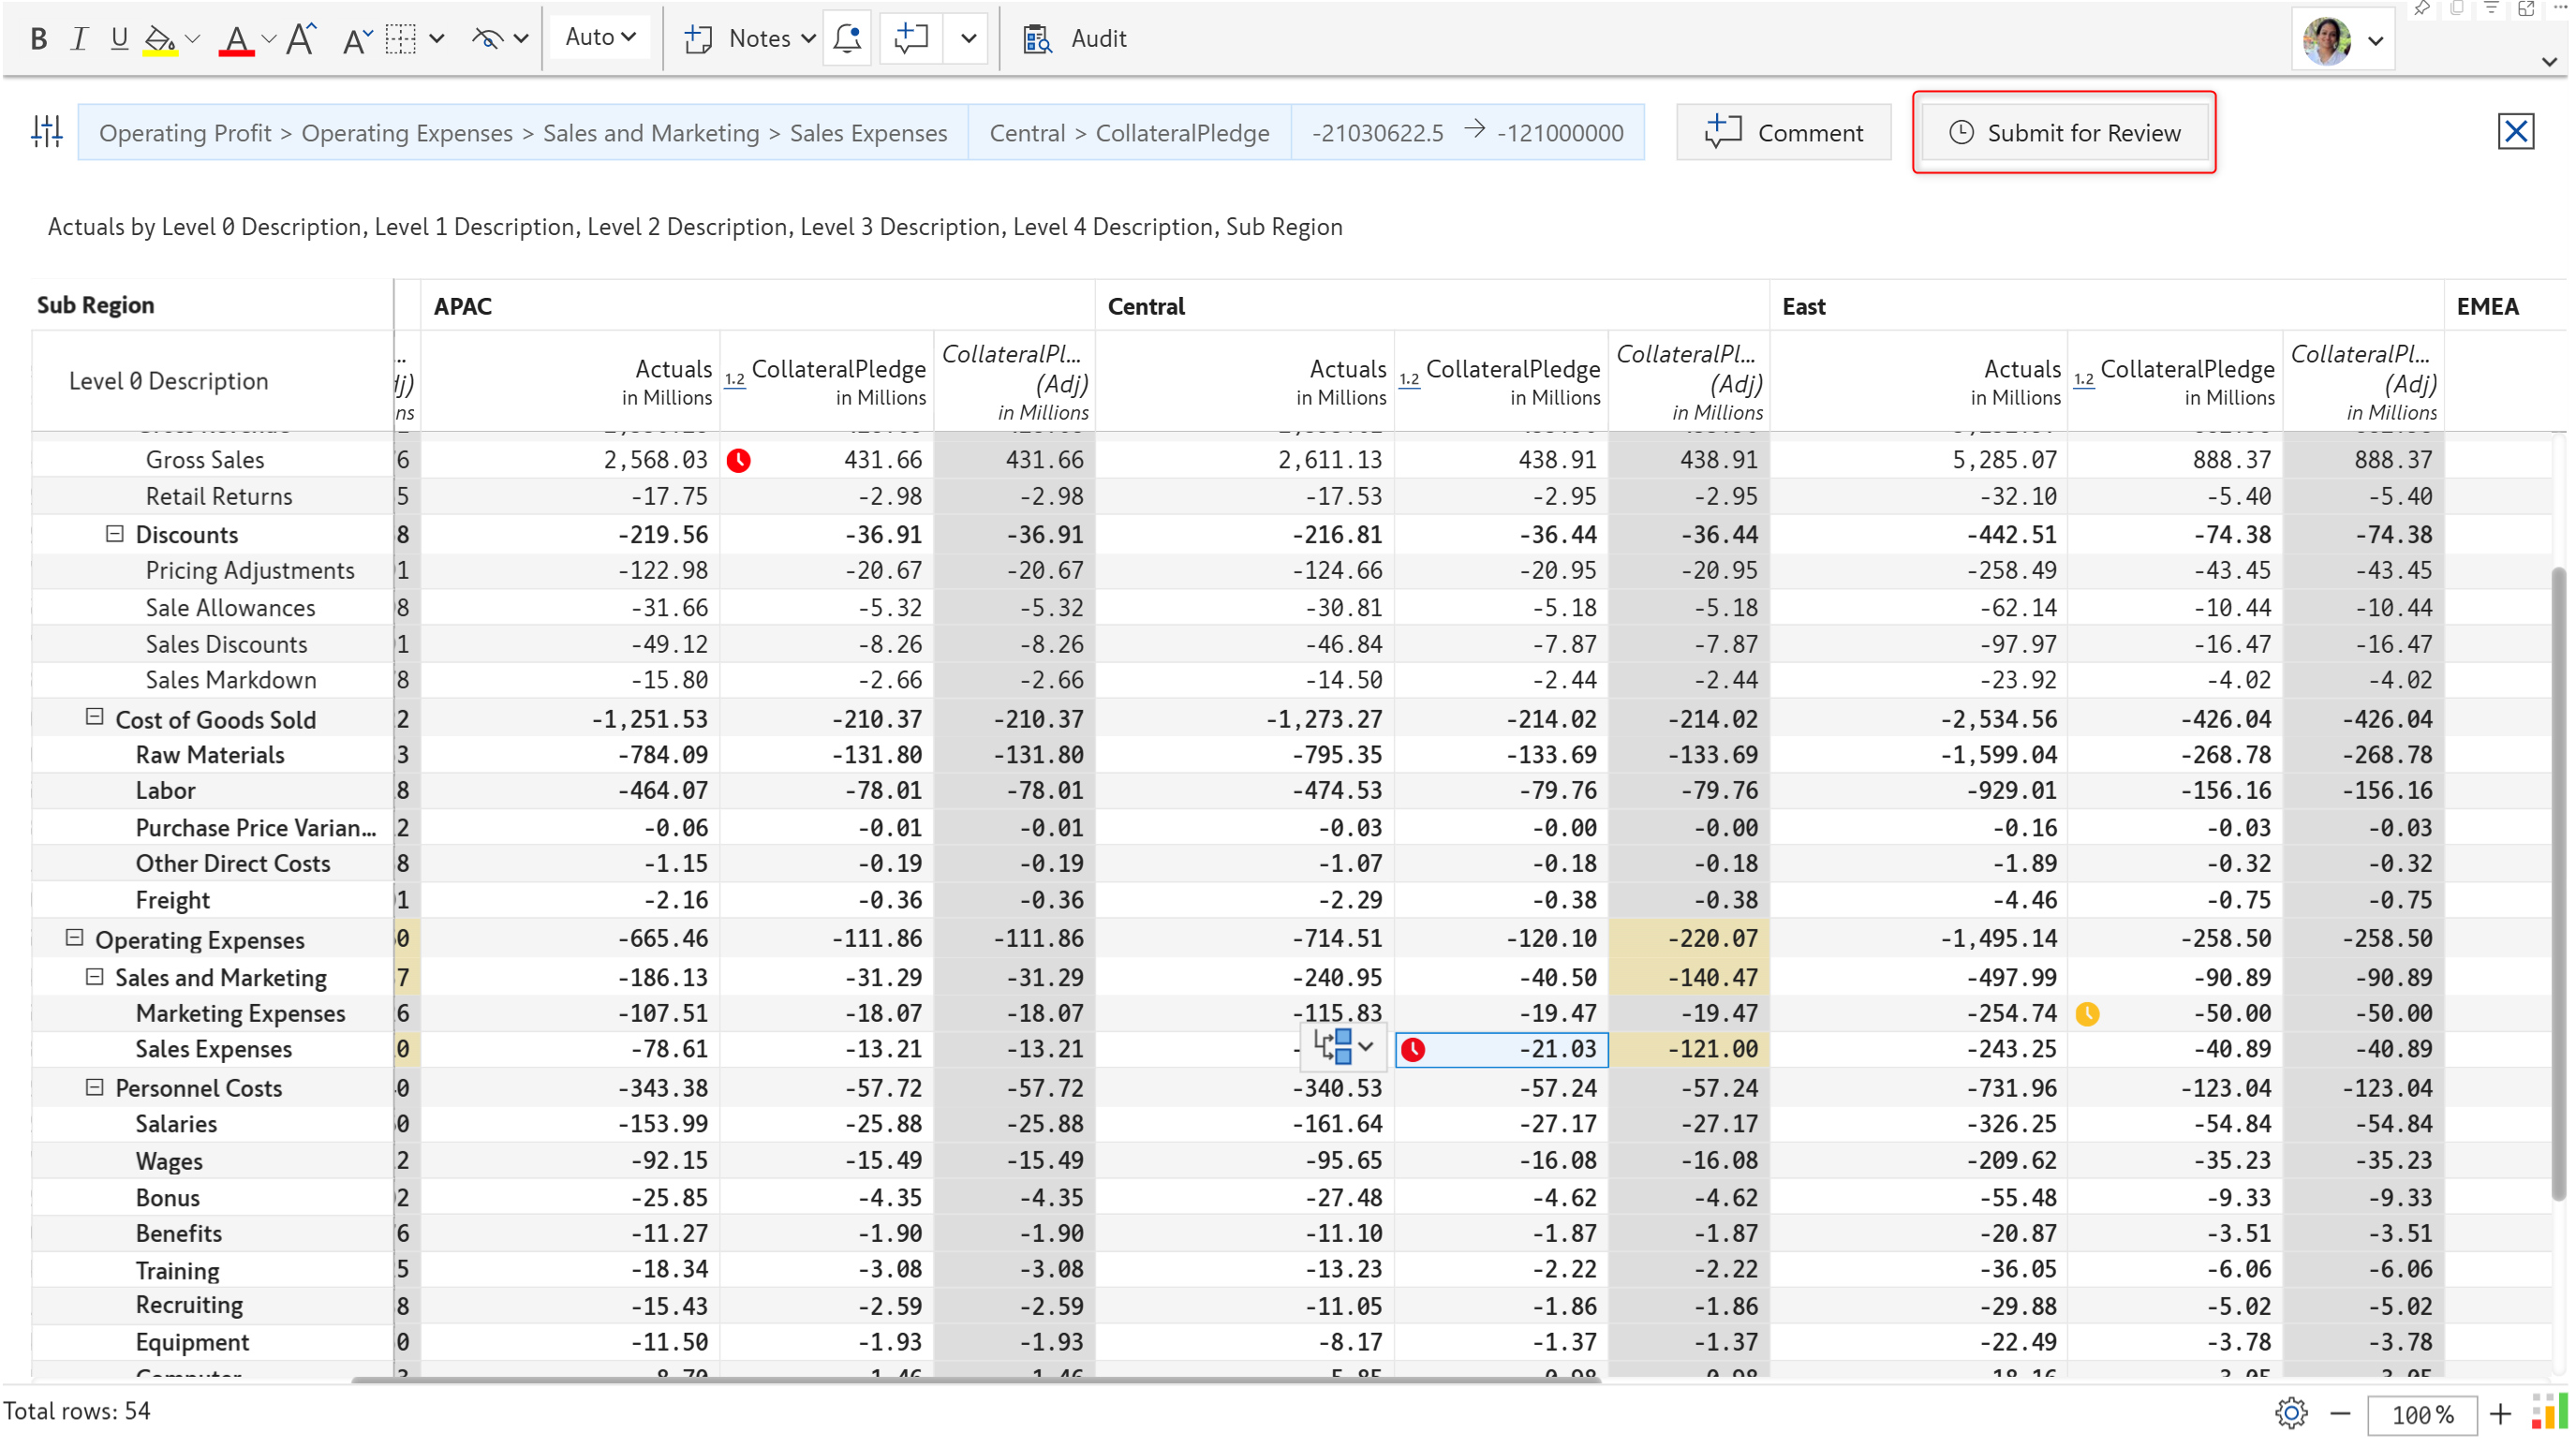 B I U A A A Auto Notes Audit
Operating Profit > Operating Expenses > Sales and Marketing > Sales Expenses Central > CollateralPledge -21030622.5 → -121000000 Comment Submit for Review
Actuals by Level 0 Description, Level 1 Description, Level 2 Description, Level 3 Description, Level 4 Description, Sub Region
Sub Region APAC Central East EMEA
Level 0 Description
Actuals in Millions 1.2 CollateralPledge in Millions CollateralPl... (Adj) in Millions Actuals in Millions 1.2 CollateralPledge in Millions CollateralPl... (Adj) in Millions Actuals in Millions 1.2 CollateralPledge in Millions CollateralPl... (Adj) in Millions
Gross Sales 6 2,568.03 431.66 431.66 2,611.13 438.91 438.91 5,285.07 888.37 888.37
Retail Returns 5 -17.75 -2.98 -2.98 -17.53 -2.95 -2.95 -32.10 -5.40 -5.40
Discounts 8 -219.56 -36.91 -36.91 -216.81 -36.44 -36.44 -442.51 -74.38 -74.38
Pricing Adjustments 1 -122.98 -20.67 -20.67 -124.66 -20.95 -20.95 -258.49 -43.45 -43.45
Sale Allowances 8 -31.66 -5.32 -5.32 -30.81 -5.18 -5.18 -62.14 -10.44 -10.44
Sales Discounts 1 -49.12 -8.26 -8.26 -46.84 -7.87 -7.87 -97.97 -16.47 -16.47
Sales Markdown 8 -15.80 -2.66 -2.66 -14.50 -2.44 -2.44 -23.92 -4.02 -4.02
Cost of Goods Sold 2 -1,251.53 -210.37 -210.37 -1,273.27 -214.02 -214.02 -2,534.56 -426.04 -426.04
Raw Materials 3 -784.09 -131.80 -131.80 -795.35 -133.69 -133.69 -1,599.04 -268.78 -268.78
Labor 8 -464.07 -78.01 -78.01 -474.53 -79.76 -79.76 -929.01 -156.16 -156.16
Purchase Price Varian... 2 -0.06 -0.01 -0.01 -0.03 -0.00 -0.00 -0.16 -0.03 -0.03
Other Direct Costs 8 -1.15 -0.19 -0.19 -1.07 -0.18 -0.18 -1.89 -0.32 -0.32
Freight 1 -2.16 -0.36 -0.36 -2.29 -0.38 -0.38 -4.46 -0.75 -0.75
Operating Expenses 0 -665.46 -111.86 -111.86 -714.51 -120.10 -220.07 -1,495.14 -258.50 -258.50
Sales and Marketing 7 -186.13 -31.29 -31.29 -240.95 -40.50 -140.47 -497.99 -90.89 -90.89
Marketing Expenses 6 -107.51 -18.07 -18.07 -115.83 -19.47 -19.47 -254.74 -50.00 -50.00
Sales Expenses 0 -78.61 -13.21 -13.21 - -21.03 -121.00 -243.25 -40.89 -40.89
Personnel Costs 0 -343.38 -57.72 -57.72 -340.53 -57.24 -57.24 -731.96 -123.04 -123.04
Salaries 0 -153.99 -25.88 -25.88 -161.64 -27.17 -27.17 -326.25 -54.84 -54.84
Wages 2 -92.15 -15.49 -15.49 -95.65 -16.08 -16.08 -209.62 -35.23 -35.23
Bonus 2 -25.85 -4.35 -4.35 -27.48 -4.62 -4.62 -55.48 -9.33 -9.33
Benefits 6 -11.27 -1.90 -1.90 -11.10 -1.87 -1.87 -20.87 -3.51 -3.51
Training 5 -18.34 -3.08 -3.08 -13.23 -2.22 -2.22 -36.05 -6.06 -6.06
Recruiting 8 -15.43 -2.59 -2.59 -11.05 -1.86 -1.86 -29.88 -5.02 -5.02
Equipment 0 -11.50 -1.93 -1.93 -8.17 -1.37 -1.37 -22.49 -3.78 -3.78
Total rows: 54 100%